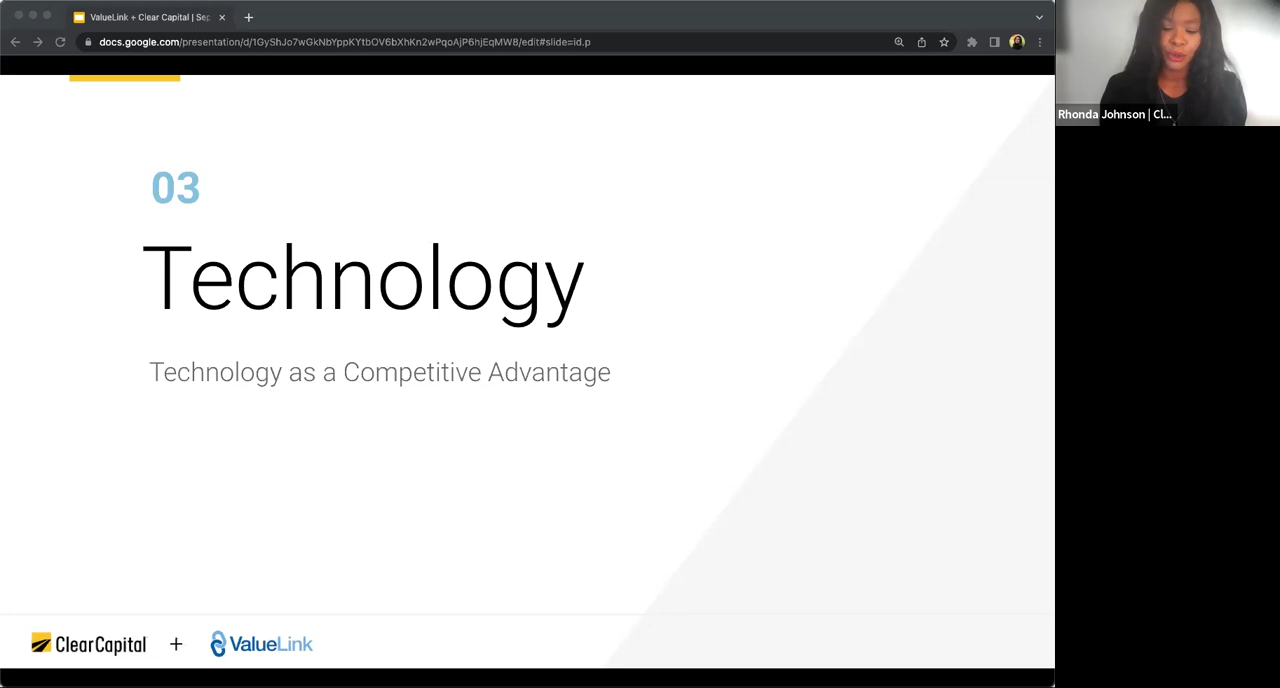 ValueLink + Clear Capital | Sep
docs.google.com/presentation/d/1GyShJo7wGkNbYppKYtbOV6bXhKn2wPqoAjP6hjEqMW8/edit#slide=id.p
Rhonda Johnson | Cl...
03
Technology
Technology as a Competitive Advantage
ClearCapital + ValueLink